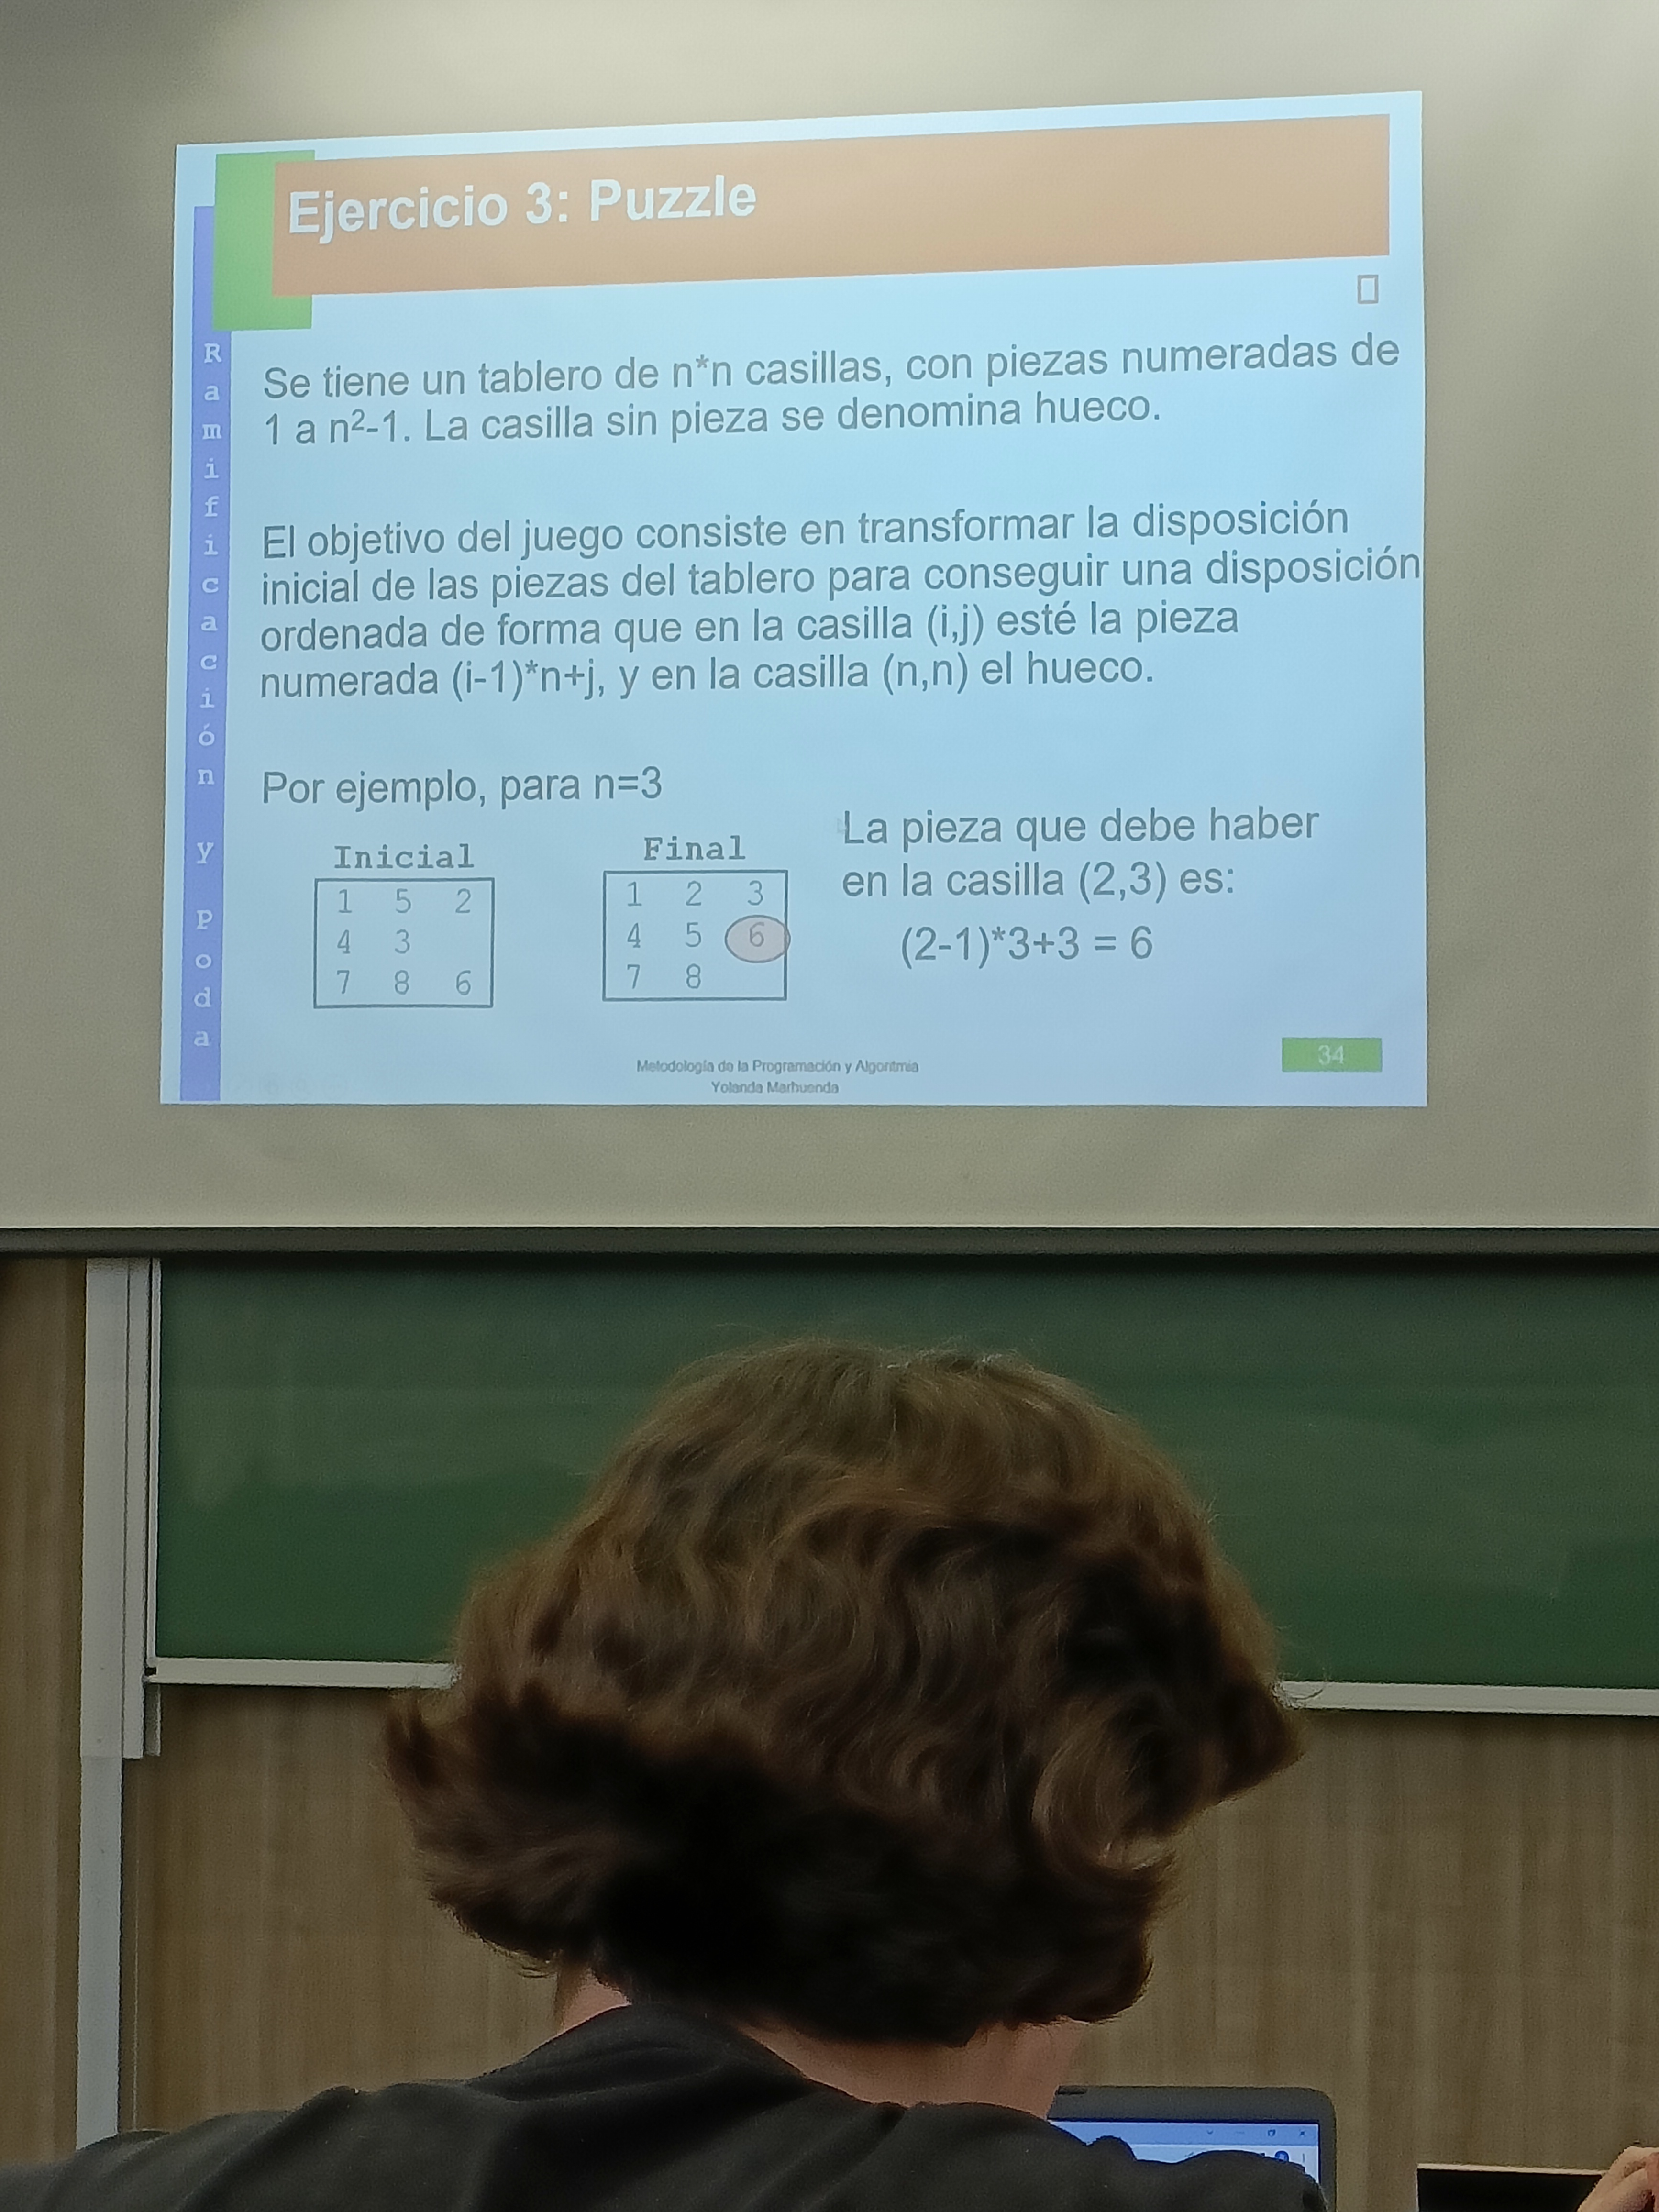 Ejercicio 3: Puzzle
Ramificación y Poda
Se tiene un tablero de n*n casillas, con piezas numeradas de
1 a n²-1. La casilla sin pieza se denomina hueco.
El objetivo del juego consiste en transformar la disposición
inicial de las piezas del tablero para conseguir una disposición
ordenada de forma que en la casilla (i,j) esté la pieza
numerada (i-1)*n+j, y en la casilla (n,n) el hueco.
Por ejemplo, para n=3
Inicial
1 5 2
4 3
7 8 6
Final
1 2 3
4 5 6
7 8
La pieza que debe haber
en la casilla (2,3) es:
(2-1)*3+3 = 6
Metodología de la Programación y Algoritmia
Yolanda Marhuenda
34